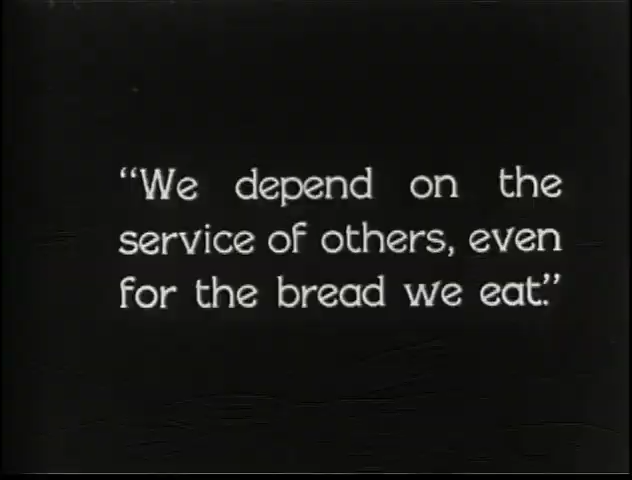 “We depend on the
service of others, even
for the bread we eat.”